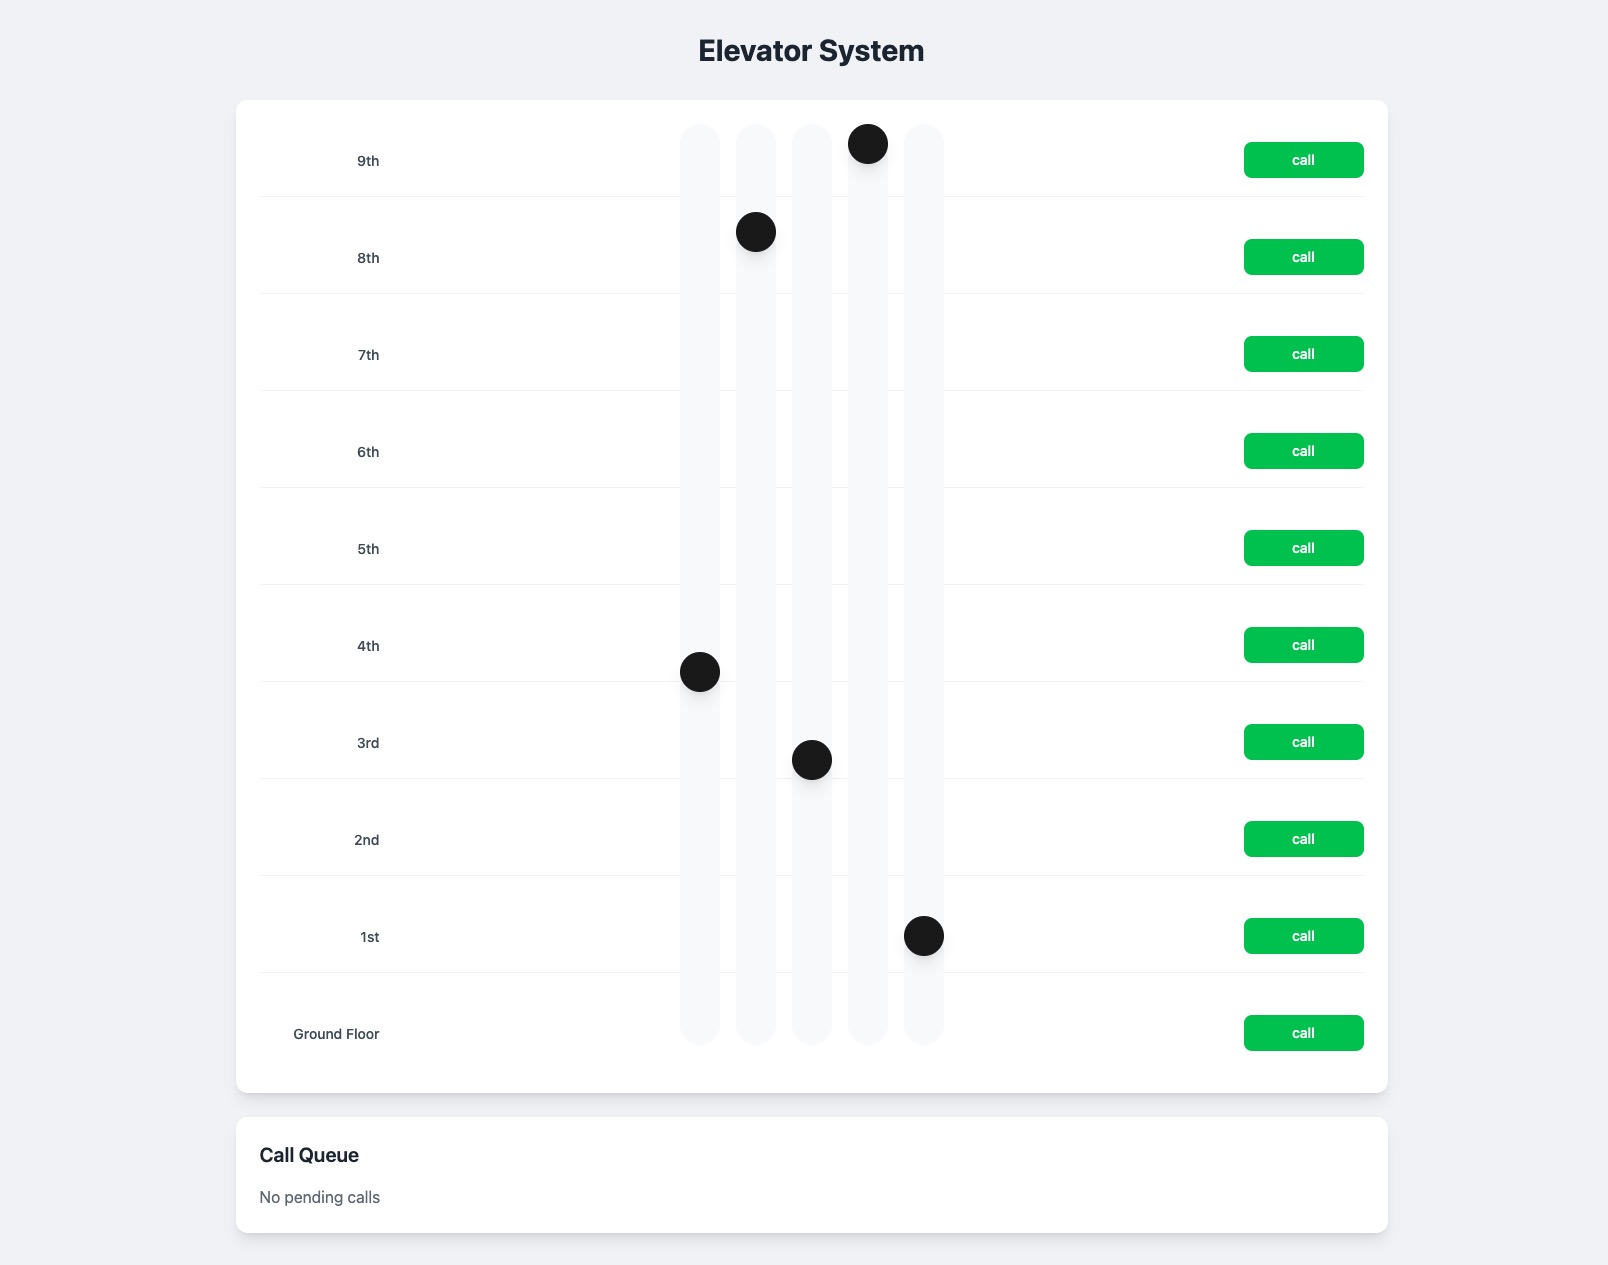 Elevator System
9th
call
8th
call
7th
call
6th
call
5th
call
4th
call
3rd
call
2nd
call
1st
call
Ground Floor
call
Call Queue
No pending calls